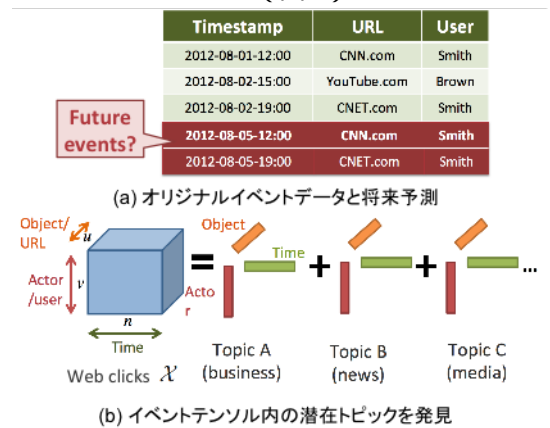 Timestamp URL User
2012-08-01-12:00 CNN.com Smith
2012-08-02-15:00 YouTube.com Brown
2012-08-02-19:00 CNET.com Smith
2012-08-05-12:00 CNN.com Smith
2012-08-05-19:00 CNET.com Smith
Future
events?
(a) オリジナルイベントデータと将来予測
Object/
URL
u
Actor
/user
v
n
Time
Web clicks X
=
Object
Time
Acto
r
+
+
...
Topic A
(business)
Topic B
(news)
Topic C
(media)
(b) イベントテンソル内の潜在トピックを発見